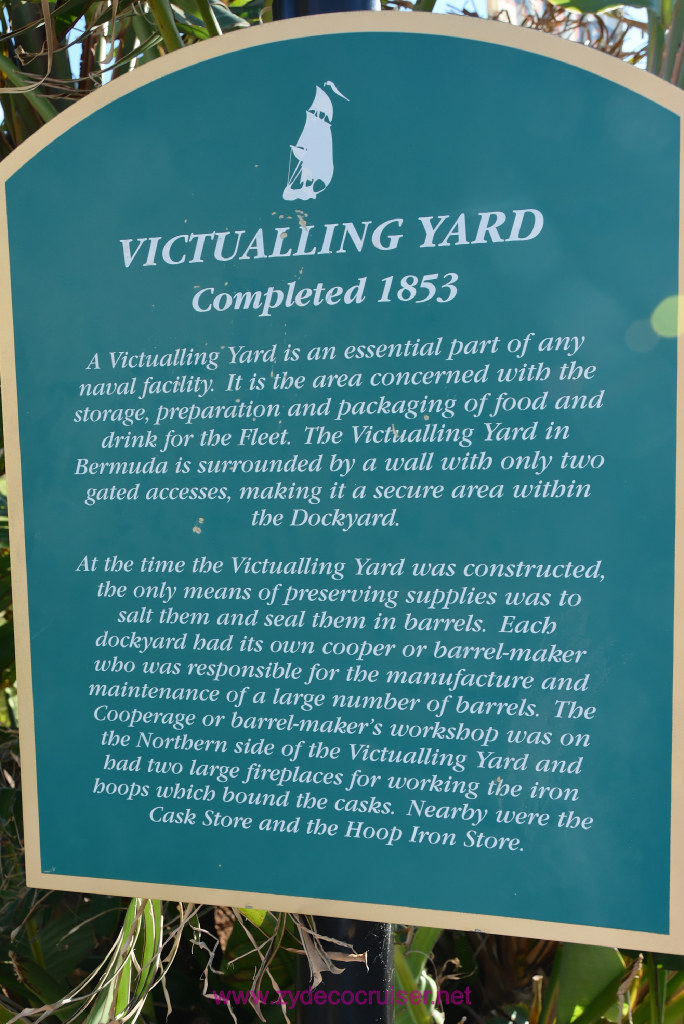 VICTUALLING YARD
Completed 1853
A Victualling Yard is an essential part of any
naval facility. It is the area concerned with the
storage, preparation and packaging of food and
drink for the Fleet. The Victualling Yard in
Bermuda is surrounded by a wall with only two
gated accesses, making it a secure area within
the Dockyard.
At the time the Victualling Yard was constructed,
the only means of preserving supplies was to
salt them and seal them in barrels. Each
dockyard had its own cooper or barrel-maker
who was responsible for the manufacture and
maintenance of a large number of barrels. The
Cooperage or barrel-maker's workshop was on
the Northern side of the Victualling Yard and
had two large fireplaces for working the iron
hoops which bound the casks. Nearby were the
Cask Store and the Hoop Iron Store.
www.zydecocruiser.net